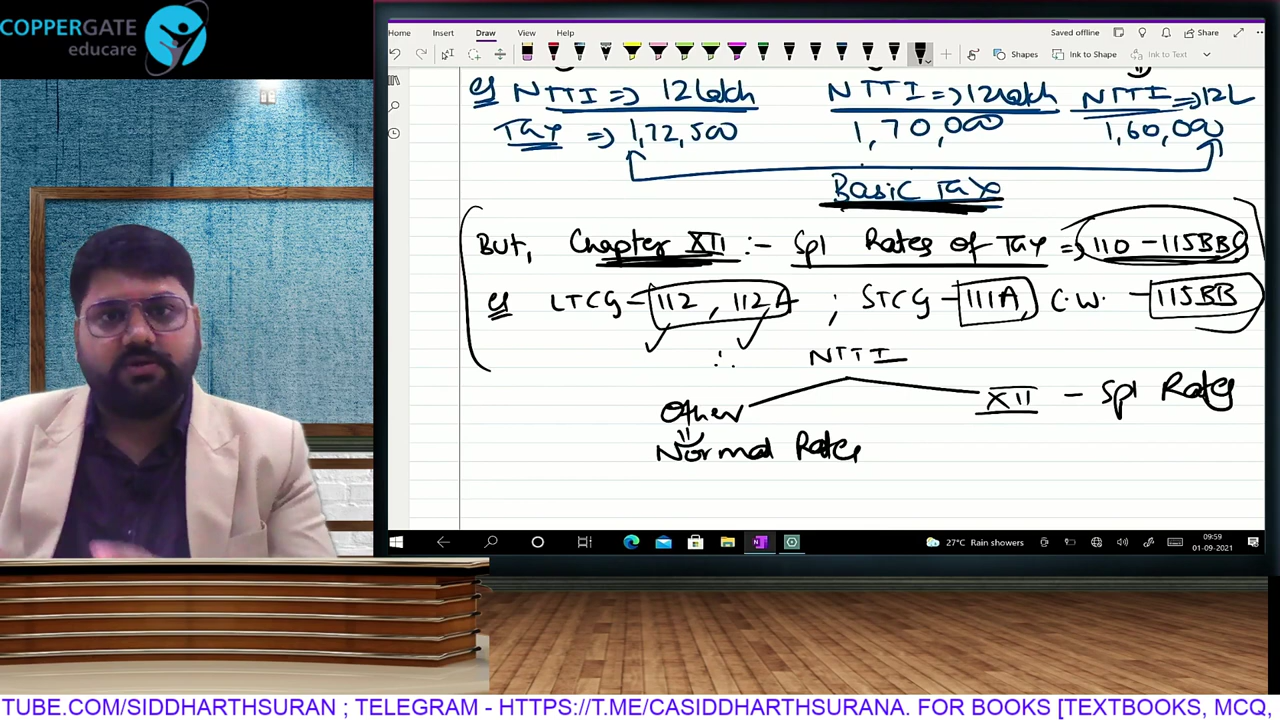 COPPERGATE
educare
Home Insert Draw View Help Saved offline Share
Shapes Ink to Shape Ink to Text
eg NTTI => 12 Lakh NTTI => 12 Lakh NTTI => 12L
Tax => 1,72,500 1,70,000 1,60,000
Basic Tax
But, Chapter XII :- Spl Rates of Tax => 110 - 115BBG
eg LTCG - 112, 112A ; STCG - 111A, C.W. - 115BB
∴ NTTI
Other XII - Spl Rates
Normal Rates
27°C Rain showers 09:59
01-09-2021
TUBE.COM/SIDDHARTHSURAN ; TELEGRAM - HTTPS://T.ME/CASIDDHARTHSURANA. FOR BOOKS [TEXTBOOKS, MCQ,